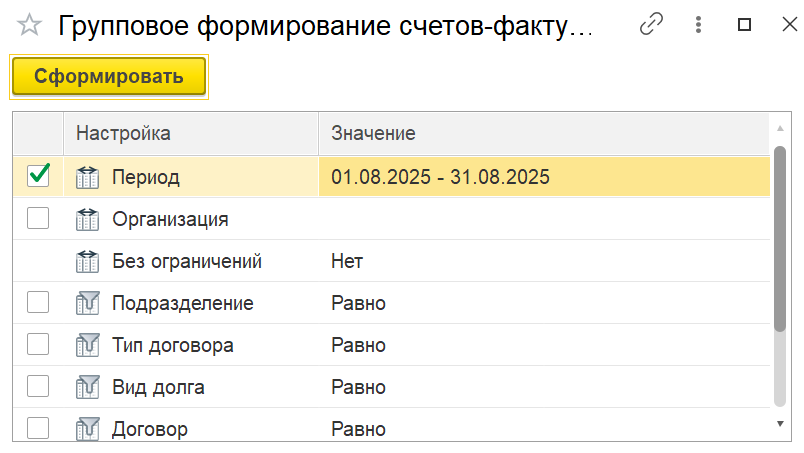 Групповое формирование счетов-факту...
Сформировать
Настройка Значение
Период 01.08.2025 - 31.08.2025
Организация
Без ограничений Нет
Подразделение Равно
Тип договора Равно
Вид долга Равно
Договор Равно